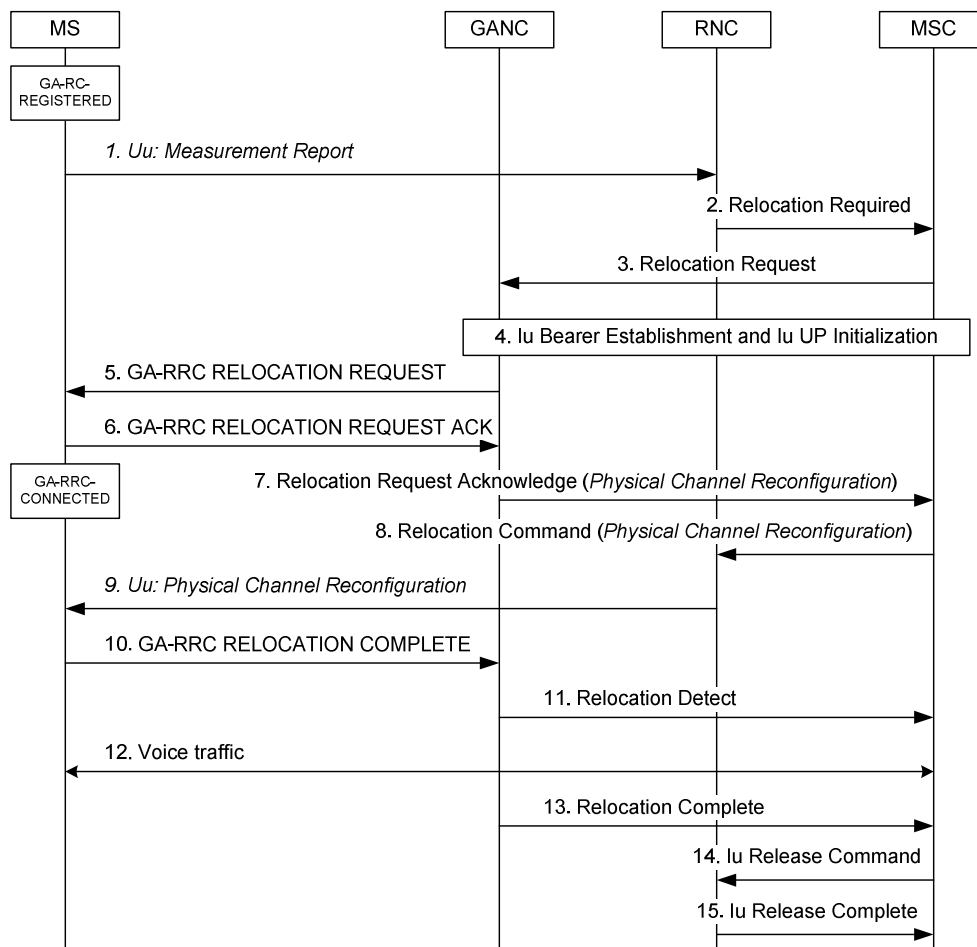 MS
GANC
RNC
MSC
GA-RC-
REGISTERED
1. Uu: Measurement Report
2. Relocation Required
3. Relocation Request
4. Iu Bearer Establishment and Iu UP Initialization
5. GA-RRC RELOCATION REQUEST
6. GA-RRC RELOCATION REQUEST ACK
GA-RRC-
CONNECTED
7. Relocation Request Acknowledge (Physical Channel Reconfiguration)
8. Relocation Command (Physical Channel Reconfiguration)
9. Uu: Physical Channel Reconfiguration
10. GA-RRC RELOCATION COMPLETE
11. Relocation Detect
12. Voice traffic
13. Relocation Complete
14. Iu Release Command
15. Iu Release Complete